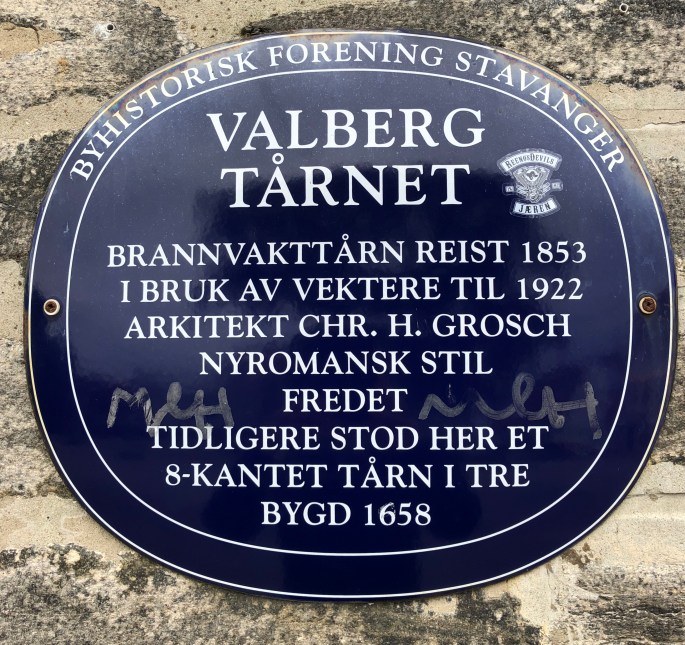 BYHISTORISK FORENING STAVANGER
VALBERG
TÅRNET
JÆREN
BRANNVAKTTÅRN REIST 1853
I BRUK AV VEKTERE TIL 1922
ARKITEKT CHR. H. GROSCH
NYROMANSK STIL
FREDET
TIDLIGERE STOD HER ET
8-KANTET TÅRN I TRE
BYGD 1658